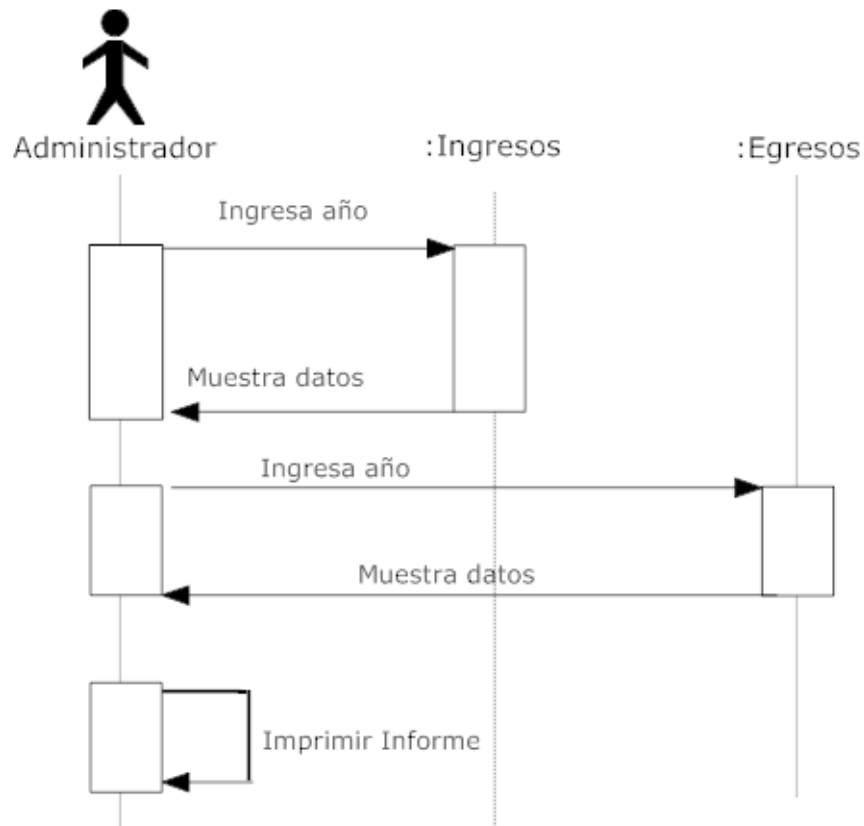 Administrador
:Ingresos
:Egresos
Ingresa año
Muestra datos
Ingresa año
Muestra datos
Imprimir Informe